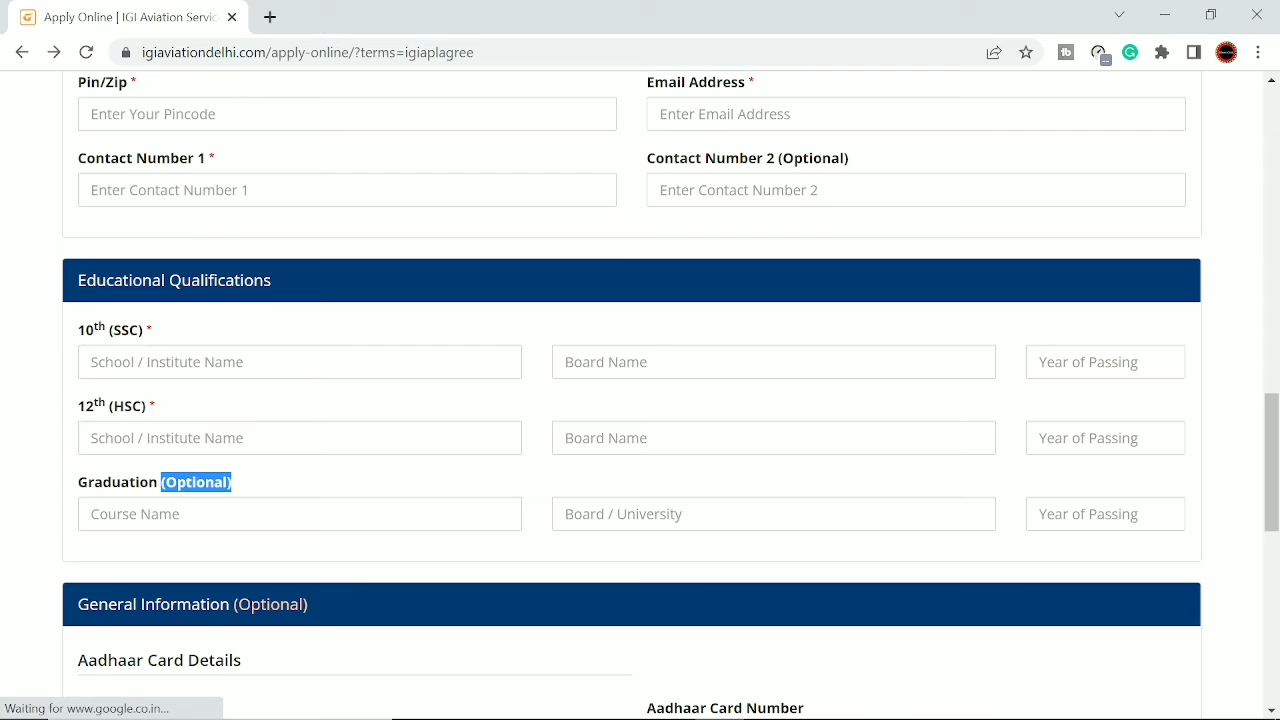 Apply Online | IGI Aviation Servic
igiaviationdelhi.com/apply-online/?terms=igiaplagree
Pin/Zip * Email Address *
Enter Your Pincode Enter Email Address
Contact Number 1 * Contact Number 2 (Optional)
Enter Contact Number 1 Enter Contact Number 2
Educational Qualifications
10th (SSC) *
School / Institute Name Board Name Year of Passing
12th (HSC) *
School / Institute Name Board Name Year of Passing
Graduation (Optional)
Course Name Board / University Year of Passing
General Information (Optional)
Aadhaar Card Details
Waiting for www.google.co.in...
Aadhaar Card Number